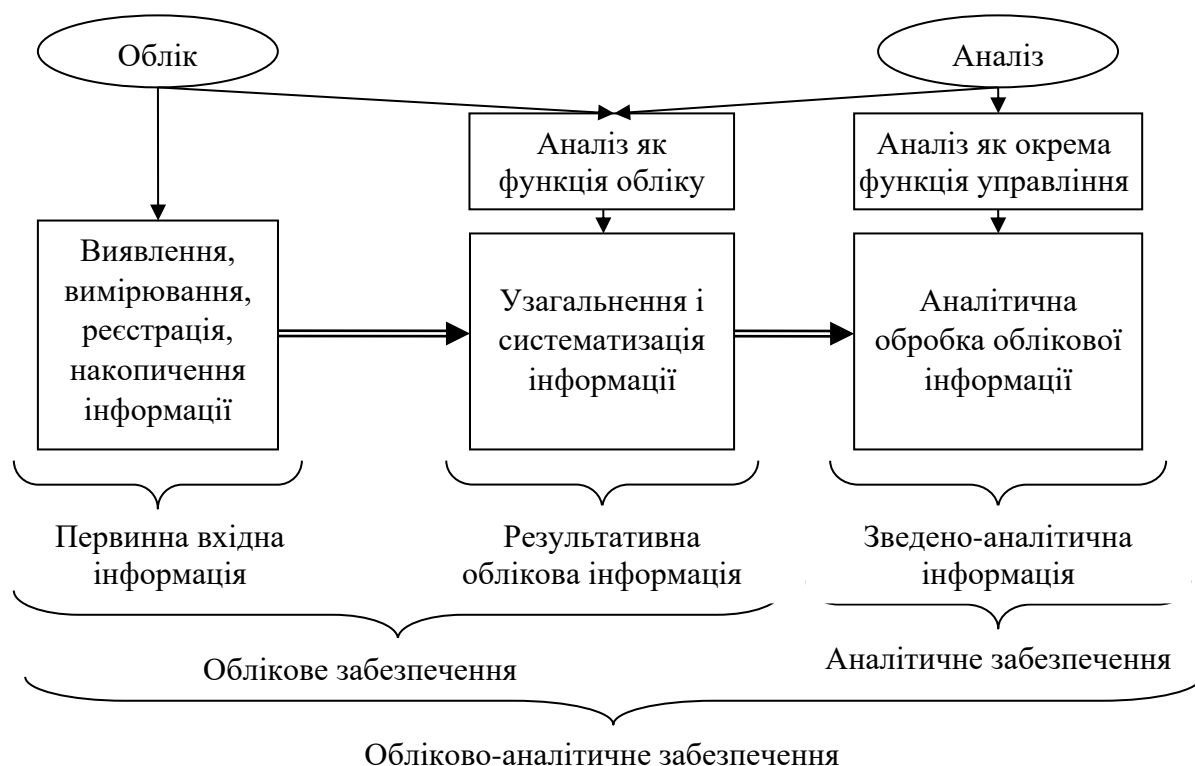 Облік
Аналіз
Аналіз як
функція обліку
Аналіз як окрема
функція управління
Виявлення,
вимірювання,
реєстрація,
накопичення
інформації
Узагальнення і
систематизація
інформації
Аналітична
обробка облікової
інформації
Первинна вхідна
інформація
Результативна
облікова інформація
Зведено-аналітична
інформація
Облікове забезпечення
Аналітичне забезпечення
Обліково-аналітичне забезпечення